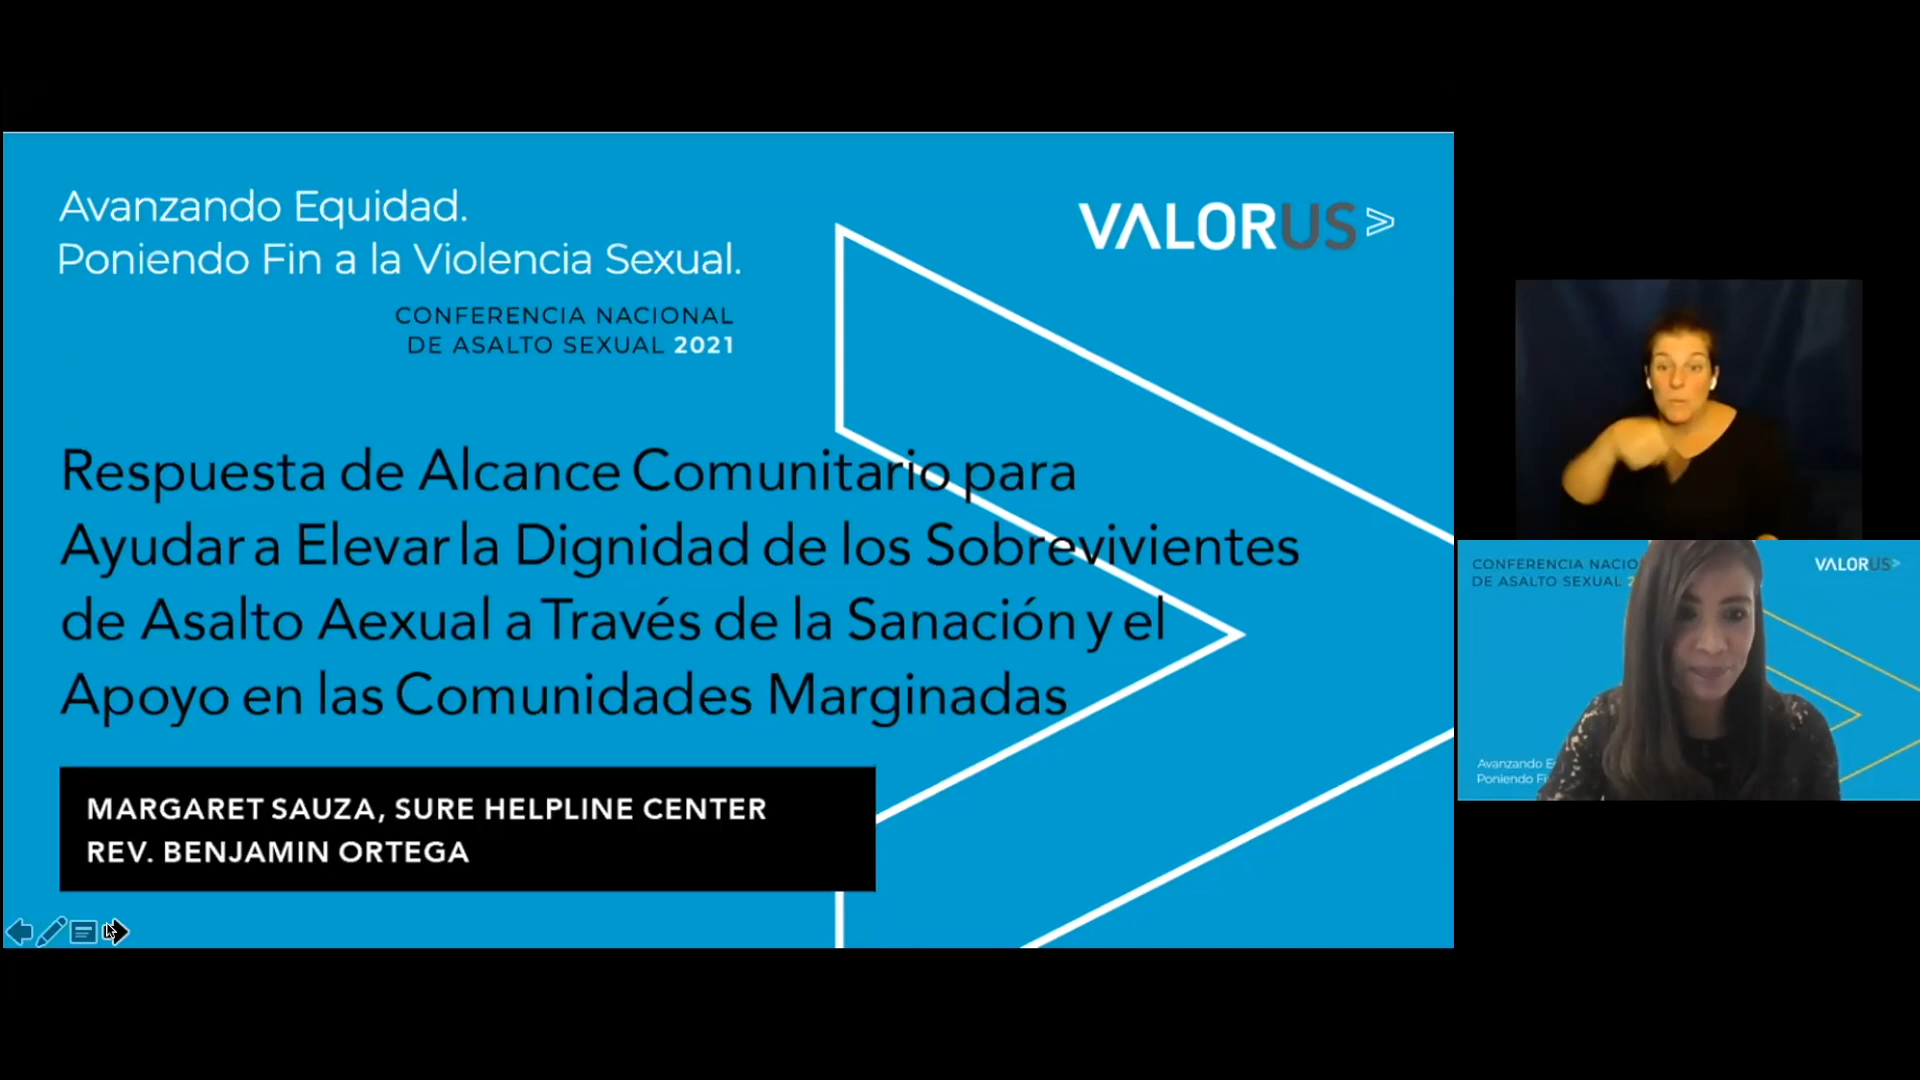 Avanzando Equidad.
Poniendo Fin a la Violencia Sexual.
CONFERENCIA NACIONAL
DE ASALTO SEXUAL 2021
VALORUS
Respuesta de Alcance Comunitario para
Ayudar a Elevar la Dignidad de los Sobrevivientes
de Asalto Aexual a Través de la Sanación y el
Apoyo en las Comunidades Marginadas
MARGARET SAUZA, SURE HELPLINE CENTER
REV. BENJAMIN ORTEGA
CONFERENCIA NACIO
DE ASALTO SEXUAL 2
VALORUS
Avanzando E
Poniendo Fi